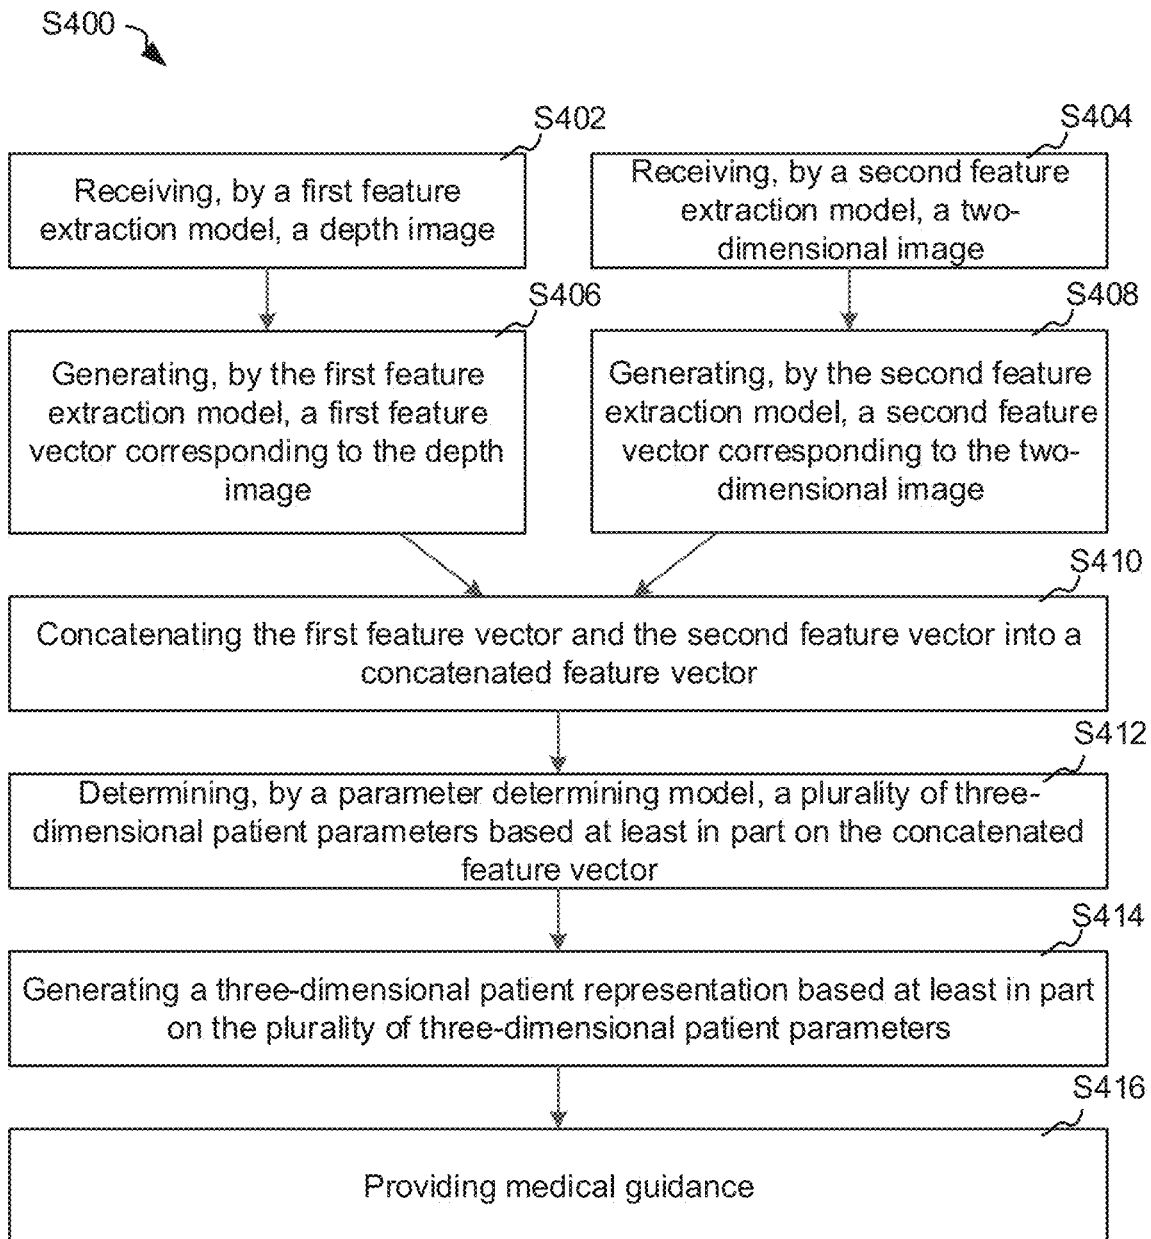 S400
S402
Receiving, by a first feature
extraction model, a depth image
S404
Receiving, by a second feature
extraction model, a two-
dimensional image
S406
Generating, by the first feature
extraction model, a first feature
vector corresponding to the depth
image
S408
Generating, by the second feature
extraction model, a second feature
vector corresponding to the two-
dimensional image
S410
Concatenating the first feature vector and the second feature vector into a
concatenated feature vector
S412
Determining, by a parameter determining model, a plurality of three-
dimensional patient parameters based at least in part on the concatenated
feature vector
S414
Generating a three-dimensional patient representation based at least in part
on the plurality of three-dimensional patient parameters
S416
Providing medical guidance